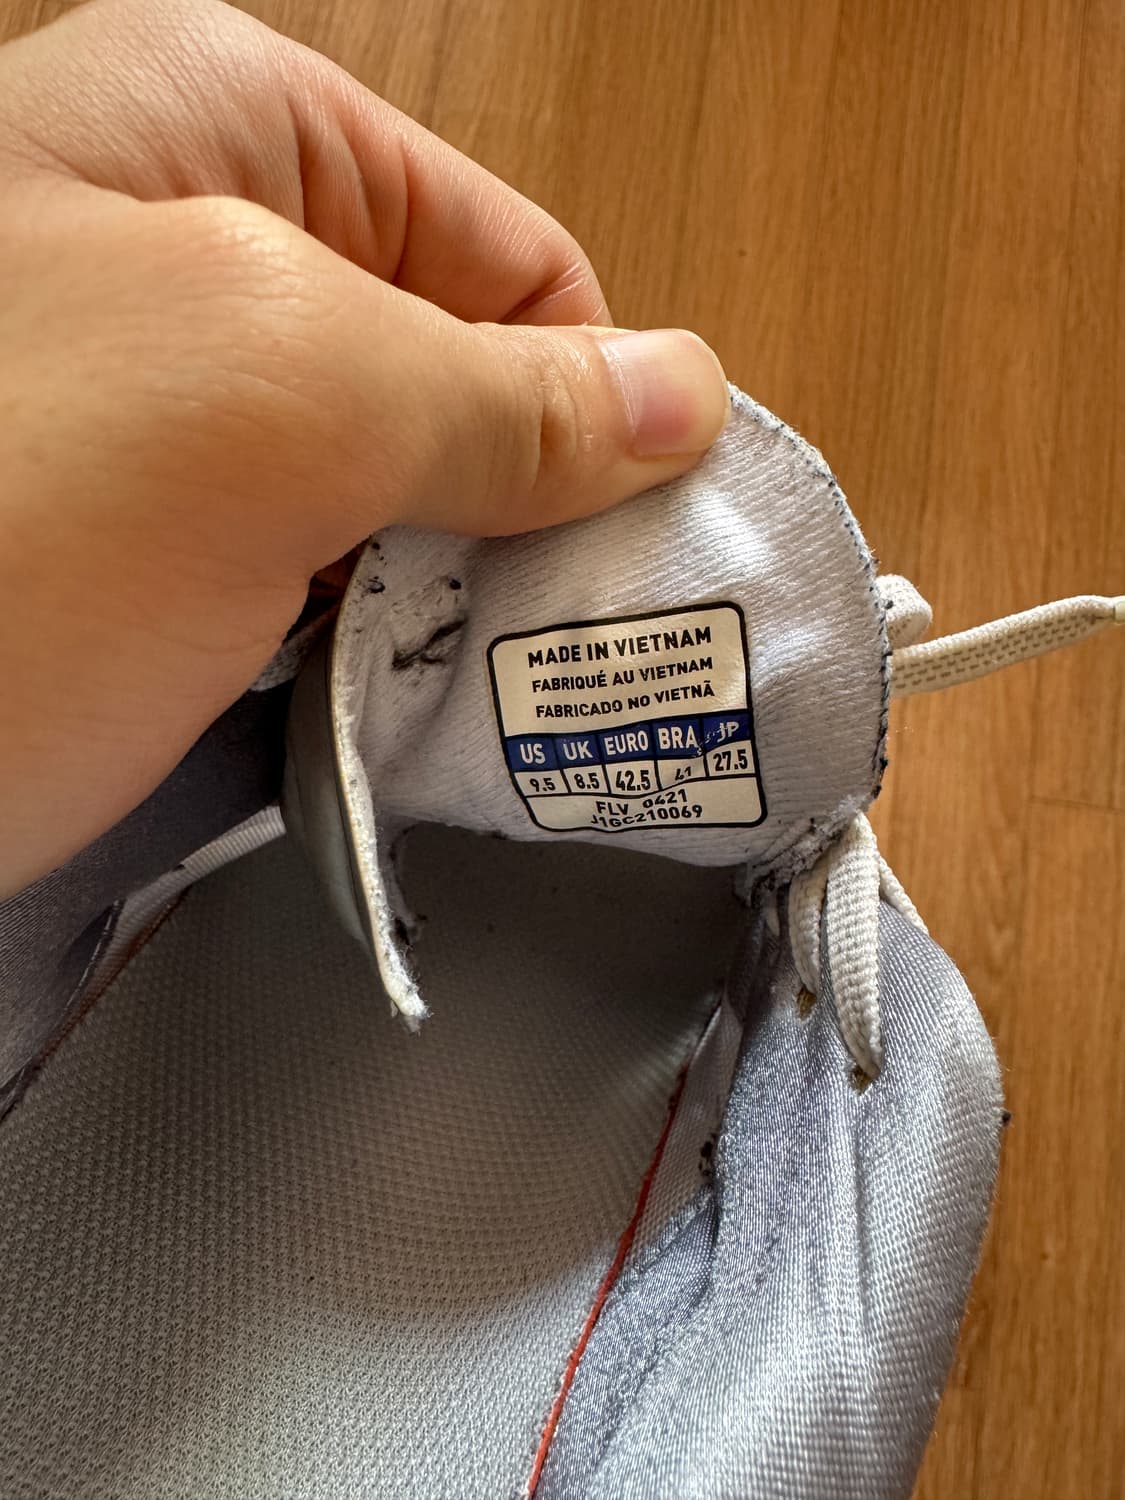 MADE IN VIETNAM
FABRIQUÉ AU VIETNAM
FABRICADO NO VIETNÃ
US UK EURO BRA JP
9.5 8.5 42.5 41 27.5
FLV 0421
J1GC210069